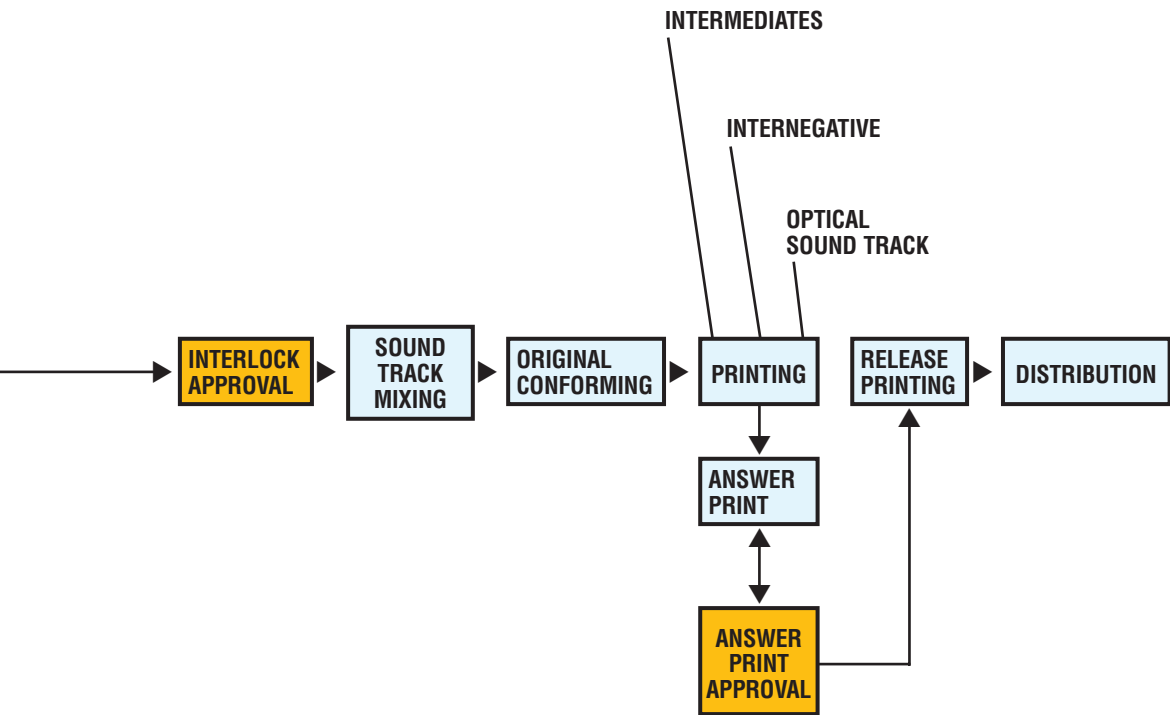 INTERMEDIATES
INTERNEGATIVE
OPTICAL
SOUND TRACK
INTERLOCK
APPROVAL
SOUND
TRACK
MIXING
ORIGINAL
CONFORMING
PRINTING
RELEASE
PRINTING
DISTRIBUTION
ANSWER
PRINT
ANSWER
PRINT
APPROVAL